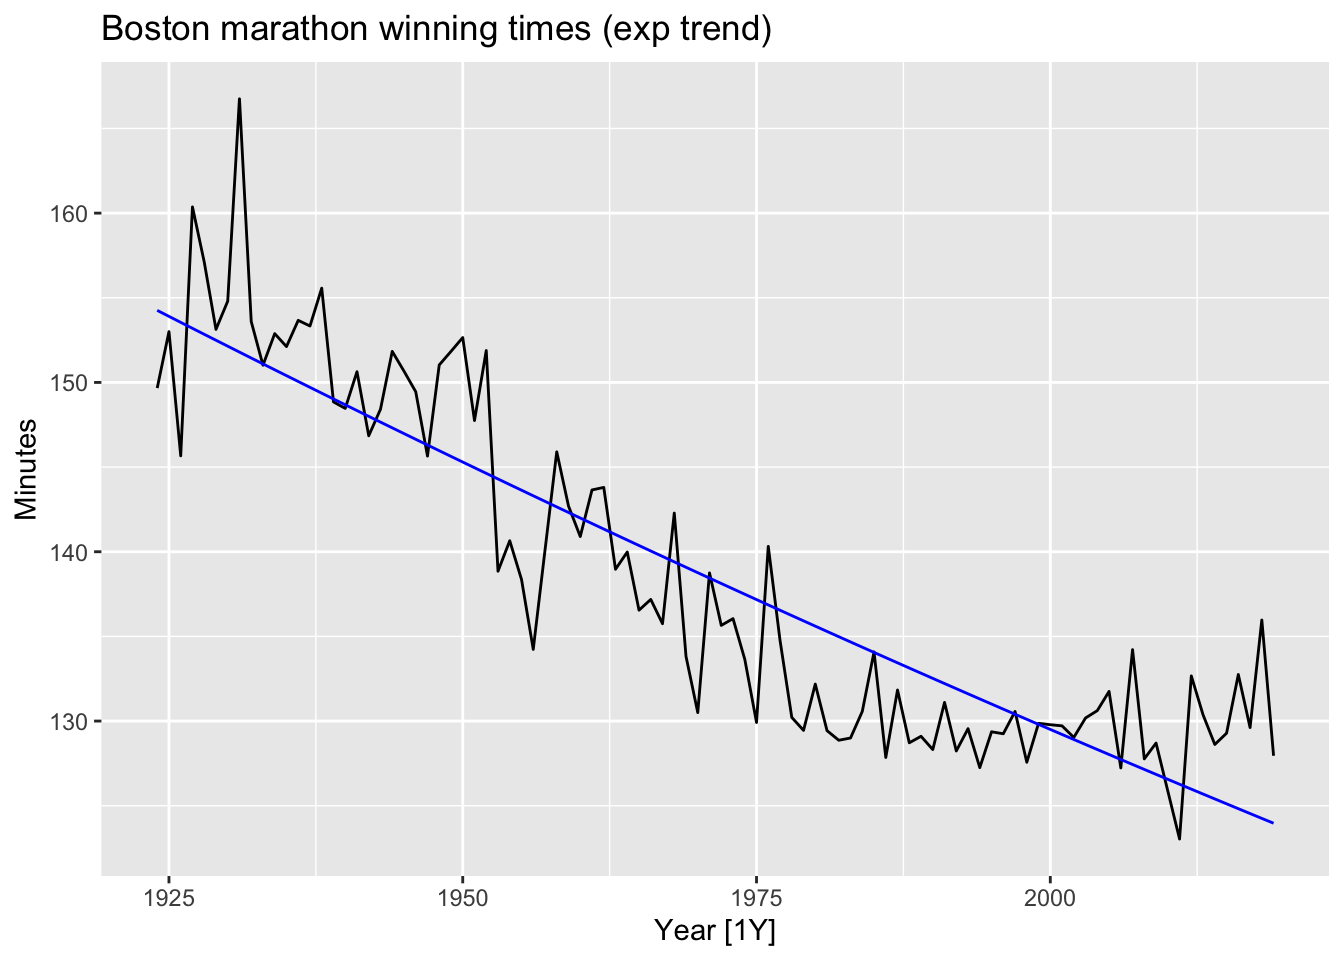 Boston marathon winning times (exp trend)
160
150
140
130
Minutes
1925
1950
1975
2000
Year [1Y]